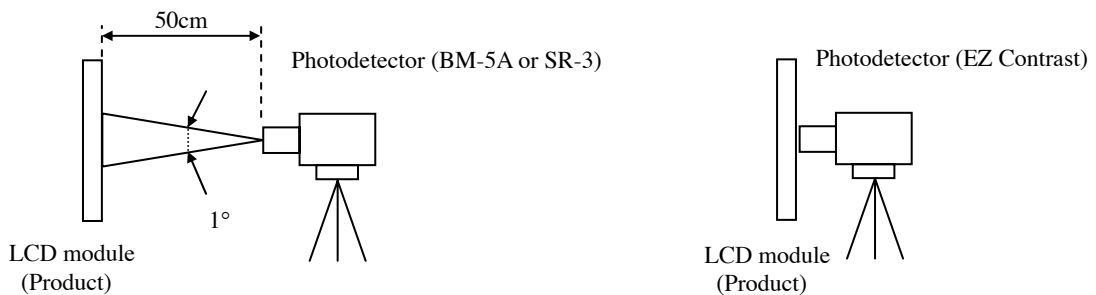 50cm
Photodetector (BM-5A or SR-3)
1°
LCD module
(Product)
Photodetector (EZ Contrast)
LCD module
(Product)